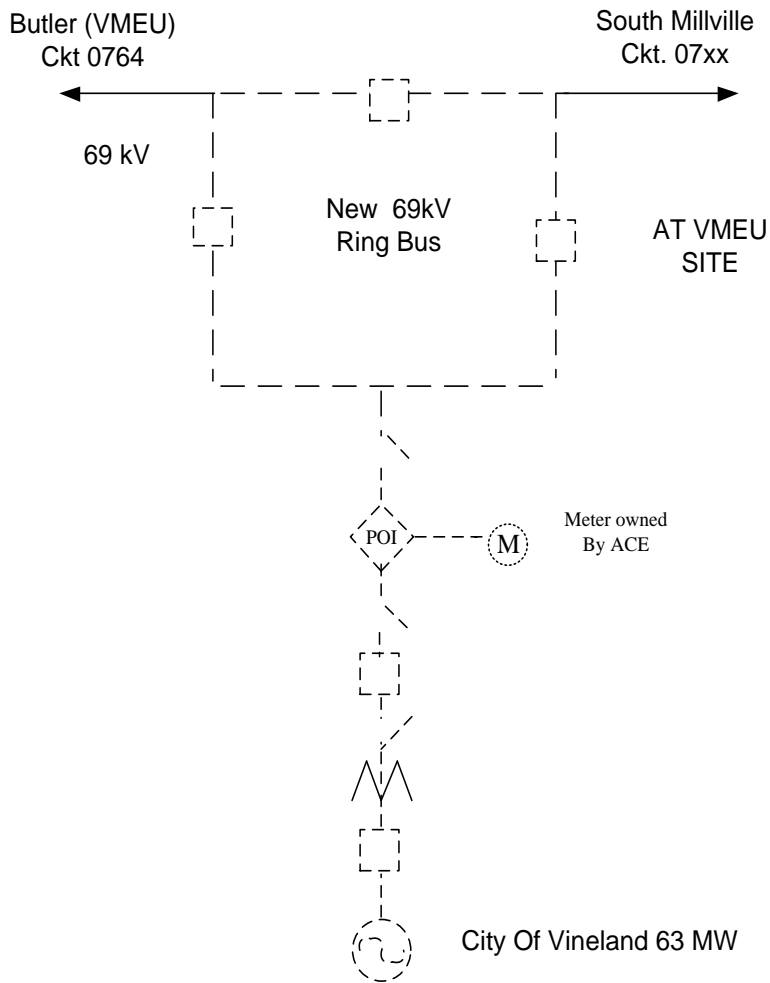 Butler (VMEU)
Ckt 0764
South Millville
Ckt. 07xx
69 kV
New 69kV
Ring Bus
AT VMEU
SITE
POI
M
Meter owned
By ACE
City Of Vineland 63 MW